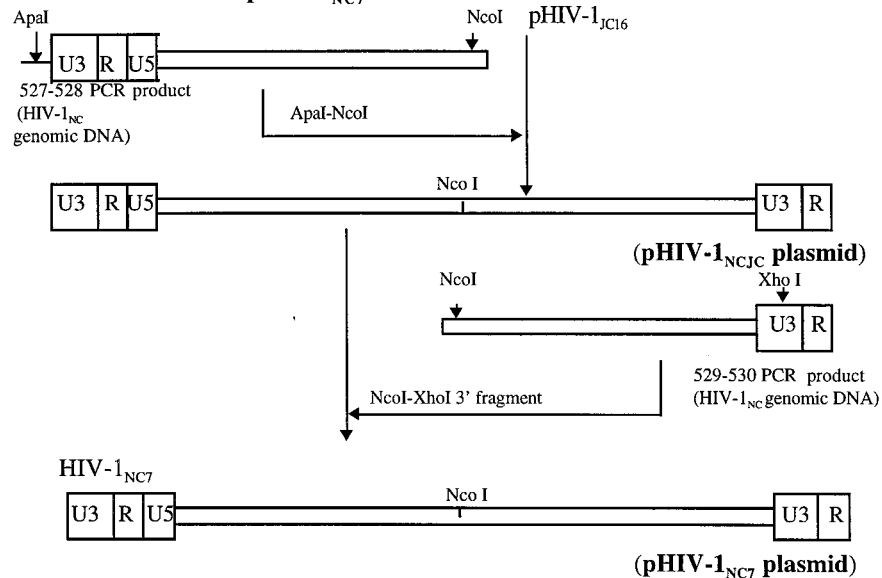 ApaI
NcoI
pHIV-1JC16
U3 R U5
527-528 PCR product
(HIV-1NC
genomic DNA)
ApaI-NcoI
Nco I
U3 R U5
U3 R
(pHIV-1NCJC plasmid)
NcoI
Xho I
U3 R
529-530 PCR product
(HIV-1NC genomic DNA)
NcoI-XhoI 3' fragment
HIV-1NC7
Nco I
U3 R U5
U3 R
(pHIV-1NC7 plasmid)